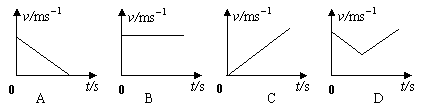 v/ms⁻¹ v/ms⁻¹ v/ms⁻¹ v/ms⁻¹
0 t/s 0 t/s 0 t/s 0 t/s
A B C D